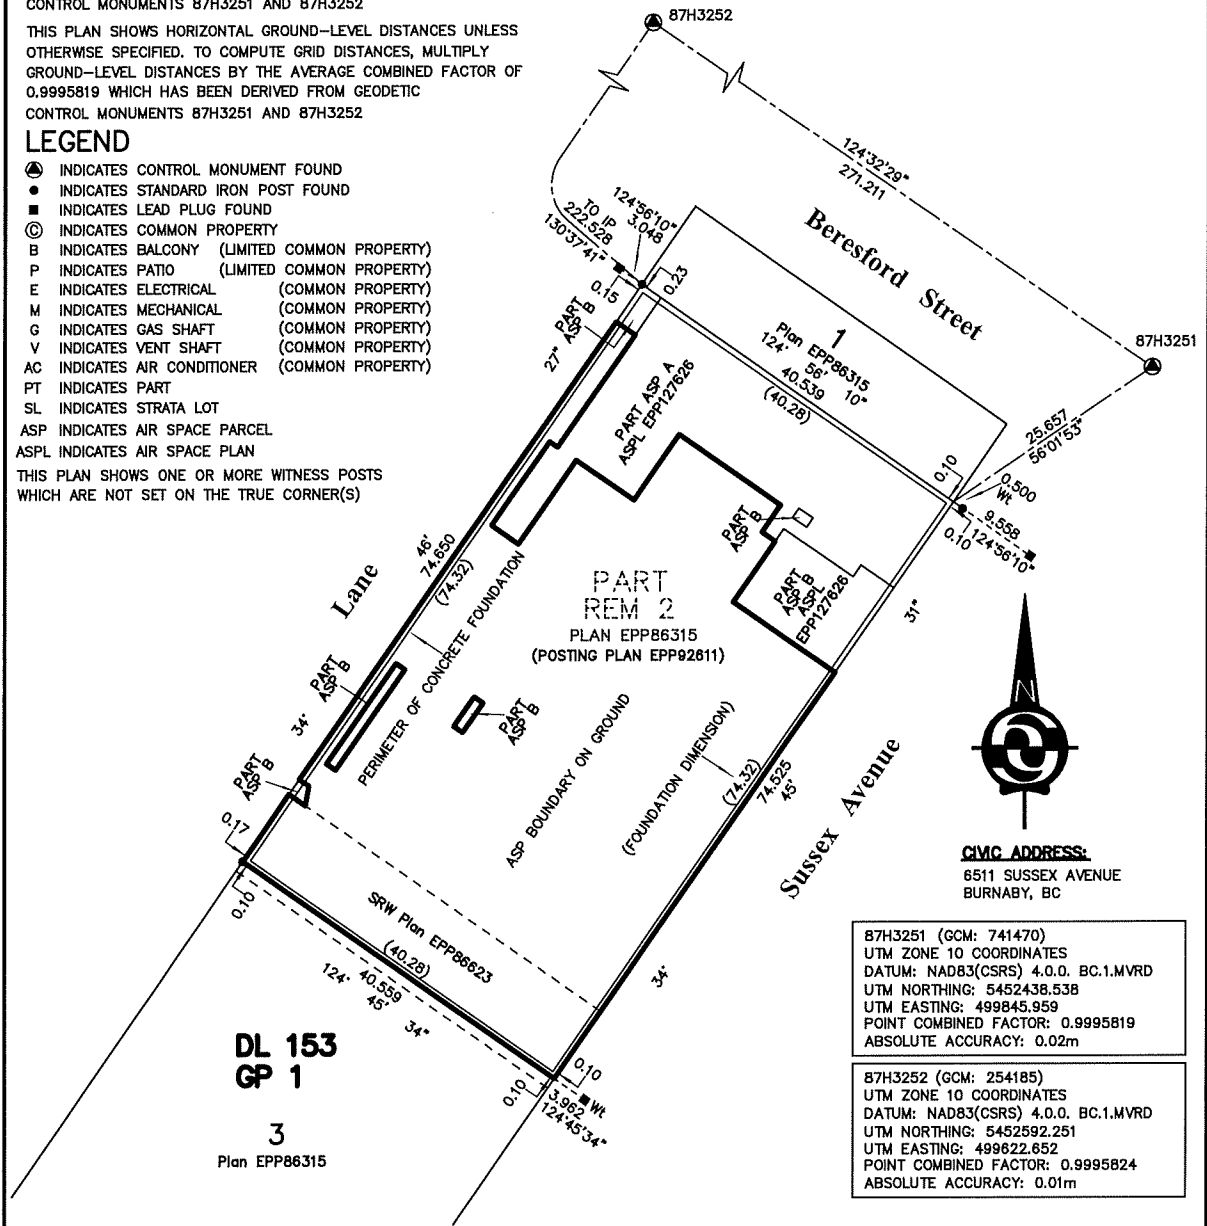 CONTROL MONUMENTS 87H3251 AND 87H3252
THIS PLAN SHOWS HORIZONTAL GROUND-LEVEL DISTANCES UNLESS
OTHERWISE SPECIFIED. TO COMPUTE GRID DISTANCES, MULTIPLY
GROUND-LEVEL DISTANCES BY THE AVERAGE COMBINED FACTOR OF
0.9995819 WHICH HAS BEEN DERIVED FROM GEODETIC
CONTROL MONUMENTS 87H3251 AND 87H3252
LEGEND
INDICATES CONTROL MONUMENT FOUND
INDICATES STANDARD IRON POST FOUND
INDICATES LEAD PLUG FOUND
© INDICATES COMMON PROPERTY
B INDICATES BALCONY (LIMITED COMMON PROPERTY)
P INDICATES PATIO (LIMITED COMMON PROPERTY)
E INDICATES ELECTRICAL (COMMON PROPERTY)
M INDICATES MECHANICAL (COMMON PROPERTY)
G INDICATES GAS SHAFT (COMMON PROPERTY)
V INDICATES VENT SHAFT (COMMON PROPERTY)
AC INDICATES AIR CONDITIONER (COMMON PROPERTY)
PT INDICATES PART
SL INDICATES STRATA LOT
ASP INDICATES AIR SPACE PARCEL
ASPL INDICATES AIR SPACE PLAN
THIS PLAN SHOWS ONE OR MORE WITNESS POSTS
WHICH ARE NOT SET ON THE TRUE CORNER(S)
87H3252
124°32'29"
271.211
Beresford Street
87H3251
25.657
56°01'53"
124°56'10"
3.048
TO IP
222.528
130°37'41"
0.15
0.23
1
Plan EPP86315
124° 56' 10"
40.539
(40.28)
0.10
0.500
Wt
9.558
124°56'10"
0.10
PART
ASP B
27"
PART ASP A
ASPL EPP127626
PART
ASP B
PART
ASP B
ASPL
EPP127626
31"
46'
74.650
(74.32)
Lane
PERIMETER OF CONCRETE FOUNDATION
PART
REM 2
PLAN EPP86315
(POSTING PLAN EPP92611)
PART
ASP B
34°
PART
ASP B
PART
ASP B
0.17
0.10
ASP BOUNDARY ON GROUND
(FOUNDATION DIMENSION)
(74.32)
74.525
45'
Sussex Avenue
34°
SRW Plan EPP86623
(40.28)
40.559
124° 45' 34"
0.10
0.10
3.962
Wt
124°45'34"
DL 153
GP 1
3
Plan EPP86315
N
CIVIC ADDRESS:
6511 SUSSEX AVENUE
BURNABY, BC
87H3251 (GCM: 741470)
UTM ZONE 10 COORDINATES
DATUM: NAD83(CSRS) 4.0.0. BC.1.MVRD
UTM NORTHING: 5452438.538
UTM EASTING: 499845.959
POINT COMBINED FACTOR: 0.9995819
ABSOLUTE ACCURACY: 0.02m
87H3252 (GCM: 254185)
UTM ZONE 10 COORDINATES
DATUM: NAD83(CSRS) 4.0.0. BC.1.MVRD
UTM NORTHING: 5452592.251
UTM EASTING: 499622.652
POINT COMBINED FACTOR: 0.9995824
ABSOLUTE ACCURACY: 0.01m